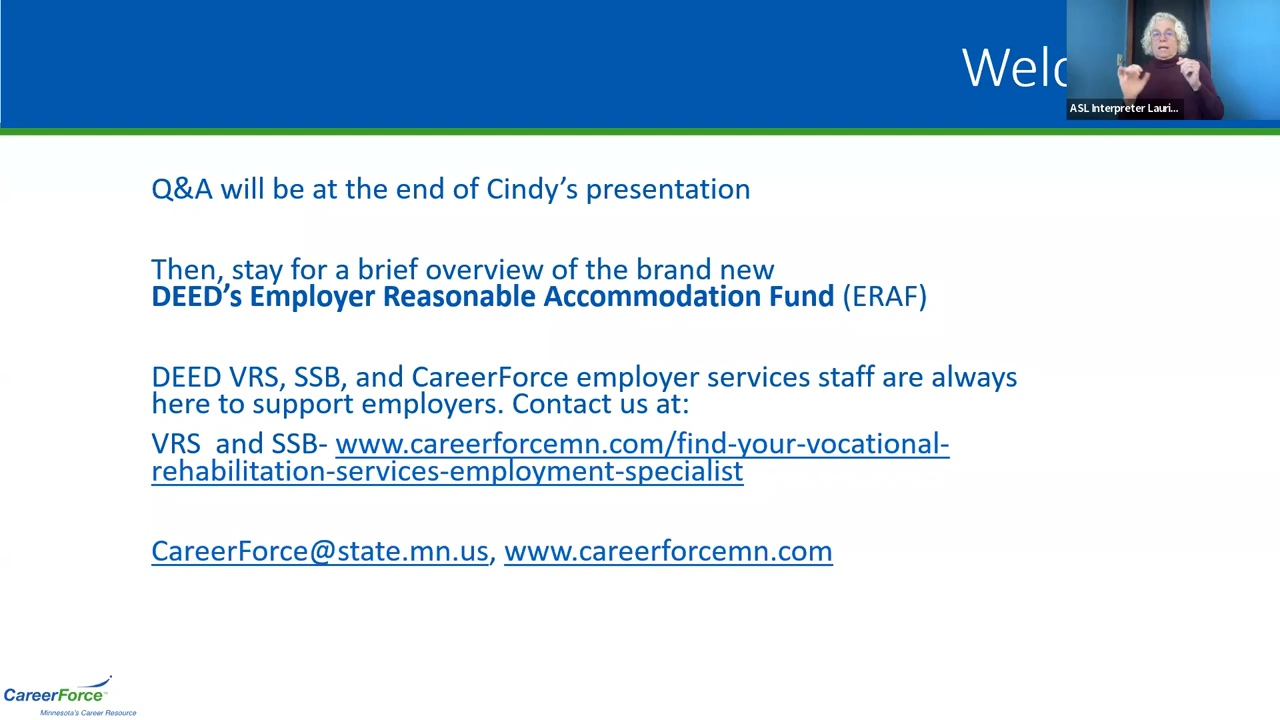 Welc
ASL Interpreter Lauri...
Q&A will be at the end of Cindy’s presentation
Then, stay for a brief overview of the brand new
DEED’s Employer Reasonable Accommodation Fund (ERAF)
DEED VRS, SSB, and CareerForce employer services staff are always
here to support employers. Contact us at:
VRS and SSB- www.careerforcemn.com/find-your-vocational-
rehabilitation-services-employment-specialist
CareerForce@state.mn.us, www.careerforcemn.com
CareerForce™
Minnesota's Career Resource